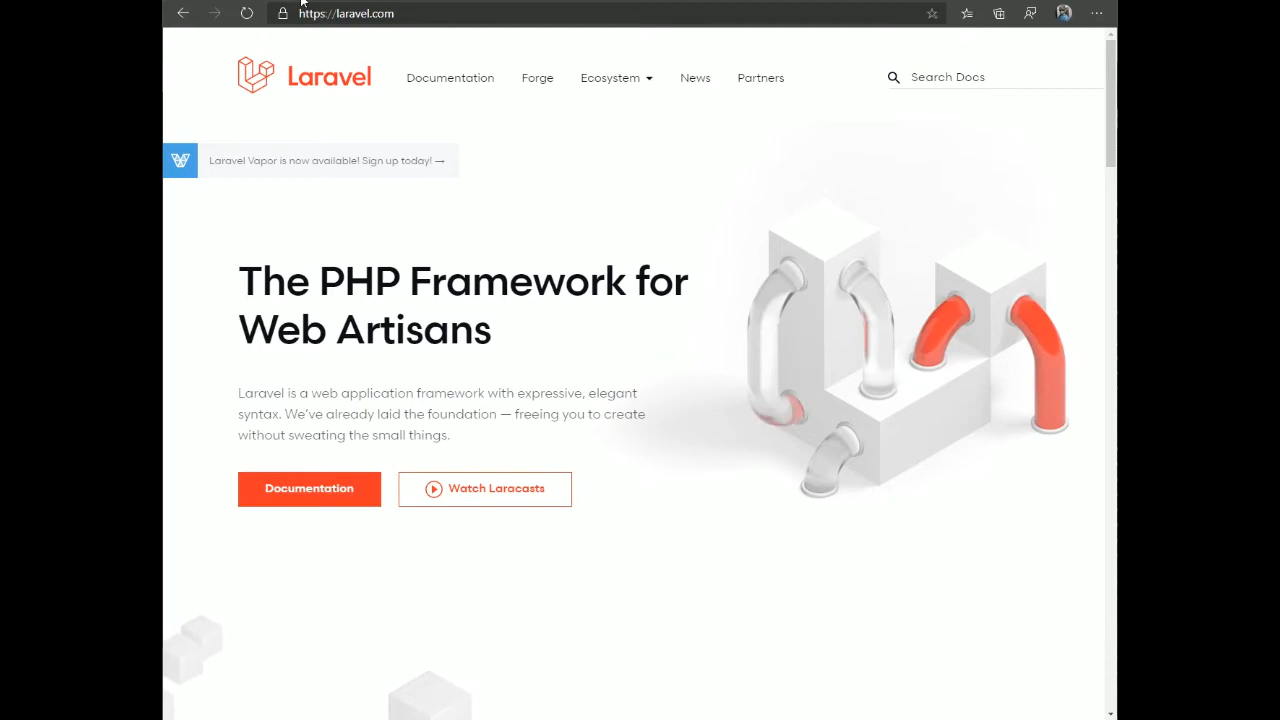 https://laravel.com
Laravel Documentation Forge Ecosystem News Partners Search Docs
Laravel Vapor is now available! Sign up today! →
The PHP Framework for
Web Artisans
Laravel is a web application framework with expressive, elegant
syntax. We've already laid the foundation — freeing you to create
without sweating the small things.
Documentation Watch Laracasts